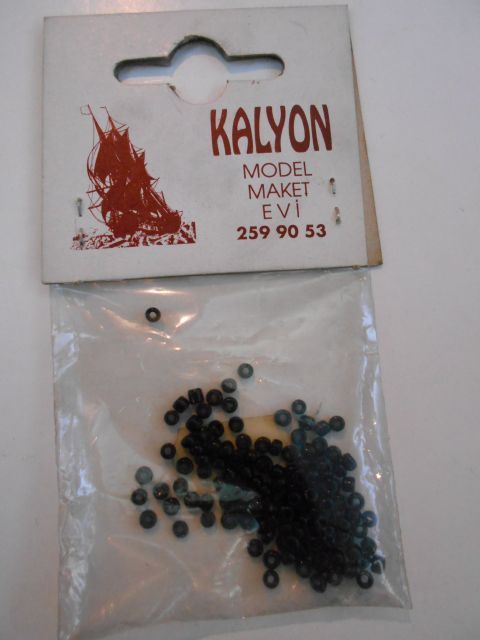 KALYON
MODEL
MAKET
EVİ
259 90 53